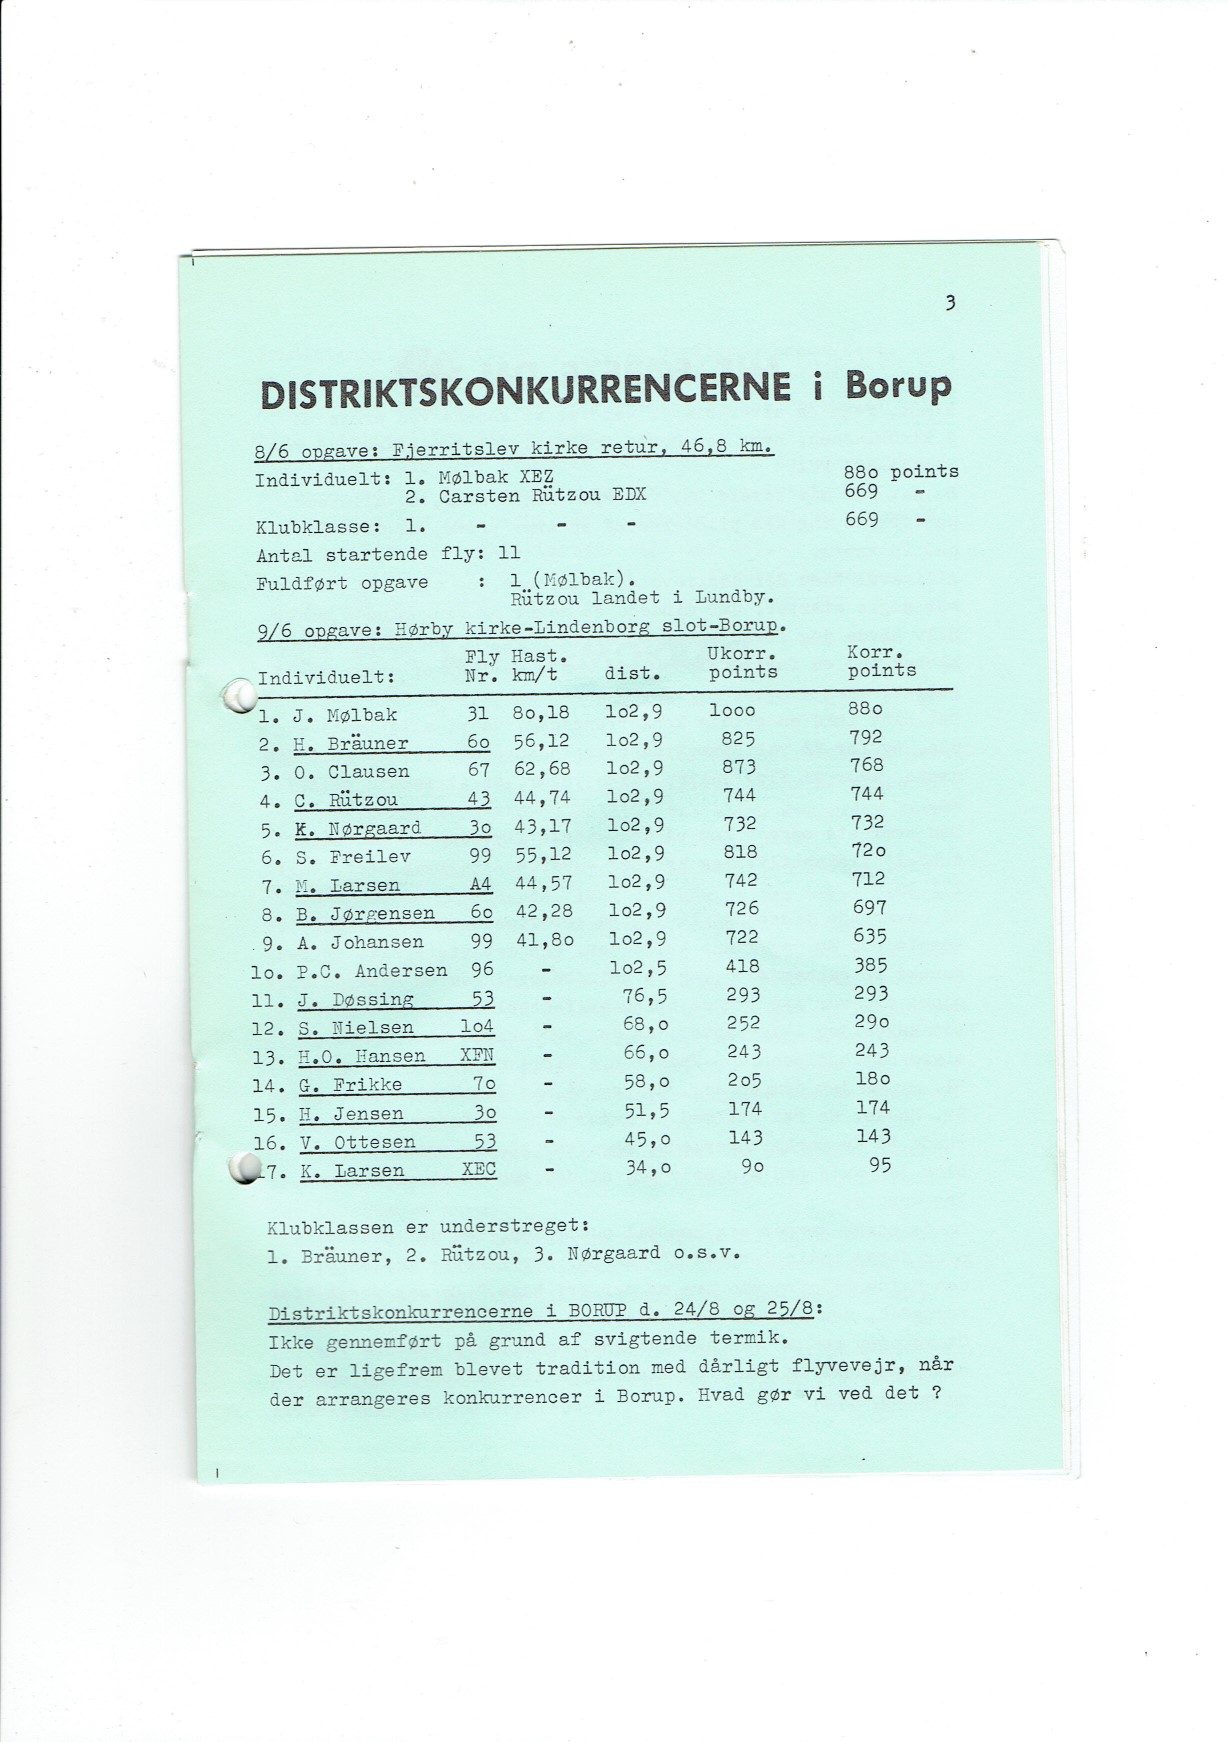 3
DISTRIKTSKONKURRENCERNE i Borup
8/6 opgave: Fjerritslev kirke retur, 46,8 km.
Individuelt: 1. Mølbak XEZ 88o points
2. Carsten Rützou EDX 669 -
Klubklasse: 1. - - - 669 -
Antal startende fly: 11
Fuldført opgave : 1 (Mølbak).
Rützou landet i Lundby.
9/6 opgave: Hørby kirke-Lindenborg slot-Borup.
Fly Hast. Ukorr. Korr.
Individuelt: Nr. km/t dist. points points
1. J. Mølbak 31 8o,18 1o2,9 1ooo 88o
2. H. Bräuner 6o 56,12 1o2,9 825 792
3. O. Clausen 67 62,68 1o2,9 873 768
4. C. Rützou 43 44,74 1o2,9 744 744
5. K. Nørgaard 3o 43,17 1o2,9 732 732
6. S. Freilev 99 55,12 1o2,9 818 72o
7. M. Larsen A4 44,57 1o2,9 742 712
8. B. Jørgensen 6o 42,28 1o2,9 726 697
9. A. Johansen 99 41,8o 1o2,9 722 635
1o. P.C. Andersen 96 - 1o2,5 418 385
11. J. Døssing 53 - 76,5 293 293
12. S. Nielsen 1o4 - 68,o 252 29o
13. H.O. Hansen XFN - 66,o 243 243
14. G. Frikke 7o - 58,o 2o5 18o
15. H. Jensen 3o - 51,5 174 174
16. V. Ottesen 53 - 45,o 143 143
17. K. Larsen XEC - 34,o 9o 95
Klubklassen er understreget:
1. Bräuner, 2. Rützou, 3. Nørgaard o.s.v.
Distriktskonkurrencerne i BORUP d. 24/8 og 25/8:
Ikke gennemført på grund af svigtende termik.
Det er ligefrem blevet tradition med dårligt flyvevejr, når
der arrangeres konkurrencer i Borup. Hvad gør vi ved det ?